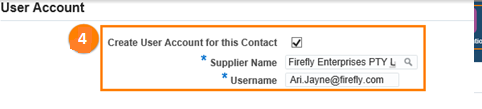 User Account
4
Create User Account for this Contact
* Supplier Name Firefly Enterprises PTY L
* Username Ari.Jayne@firefly.com